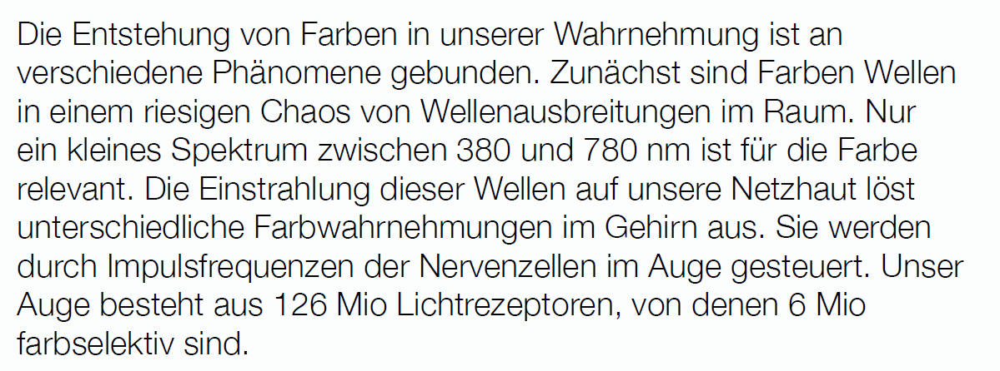 Die Entstehung von Farben in unserer Wahrnehmung ist an
verschiedene Phänomene gebunden. Zunächst sind Farben Wellen
in einem riesigen Chaos von Wellenausbreitungen im Raum. Nur
ein kleines Spektrum zwischen 380 und 780 nm ist für die Farbe
relevant. Die Einstrahlung dieser Wellen auf unsere Netzhaut löst
unterschiedliche Farbwahrnehmungen im Gehirn aus. Sie werden
durch Impulsfrequenzen der Nervenzellen im Auge gesteuert. Unser
Auge besteht aus 126 Mio Lichtrezeptoren, von denen 6 Mio
farbselektiv sind.